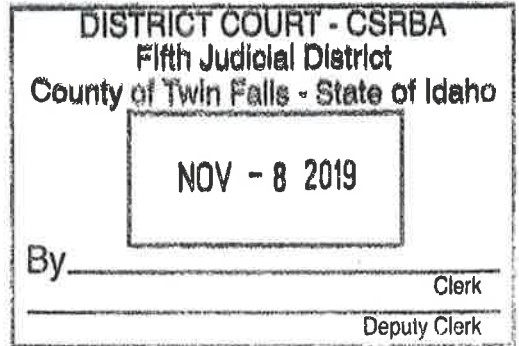 DISTRICT COURT - CSRBA
Fifth Judicial District
County of Twin Falls - State of Idaho
NOV - 8 2019
By
Clerk
Deputy Clerk